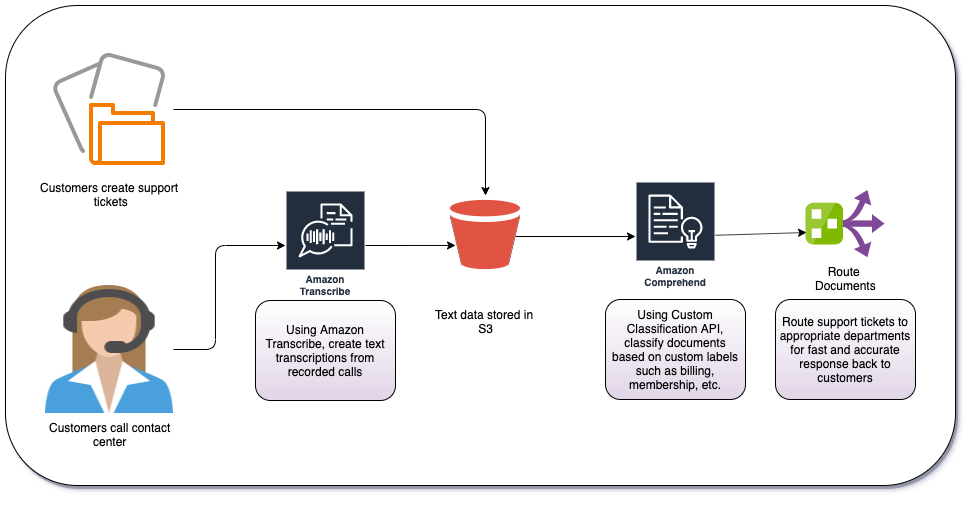 Customers create support
tickets
Amazon
Transcribe
Amazon
Comprehend
Route
Documents
Text data stored in
S3
Using Amazon
Transcribe, create text
transcriptions from
recorded calls
Using Custom
Classification API,
classify documents
based on custom labels
such as billing,
membership, etc.
Route support tickets to
appropriate departments
for fast and accurate
response back to
customers
Customers call contact
center